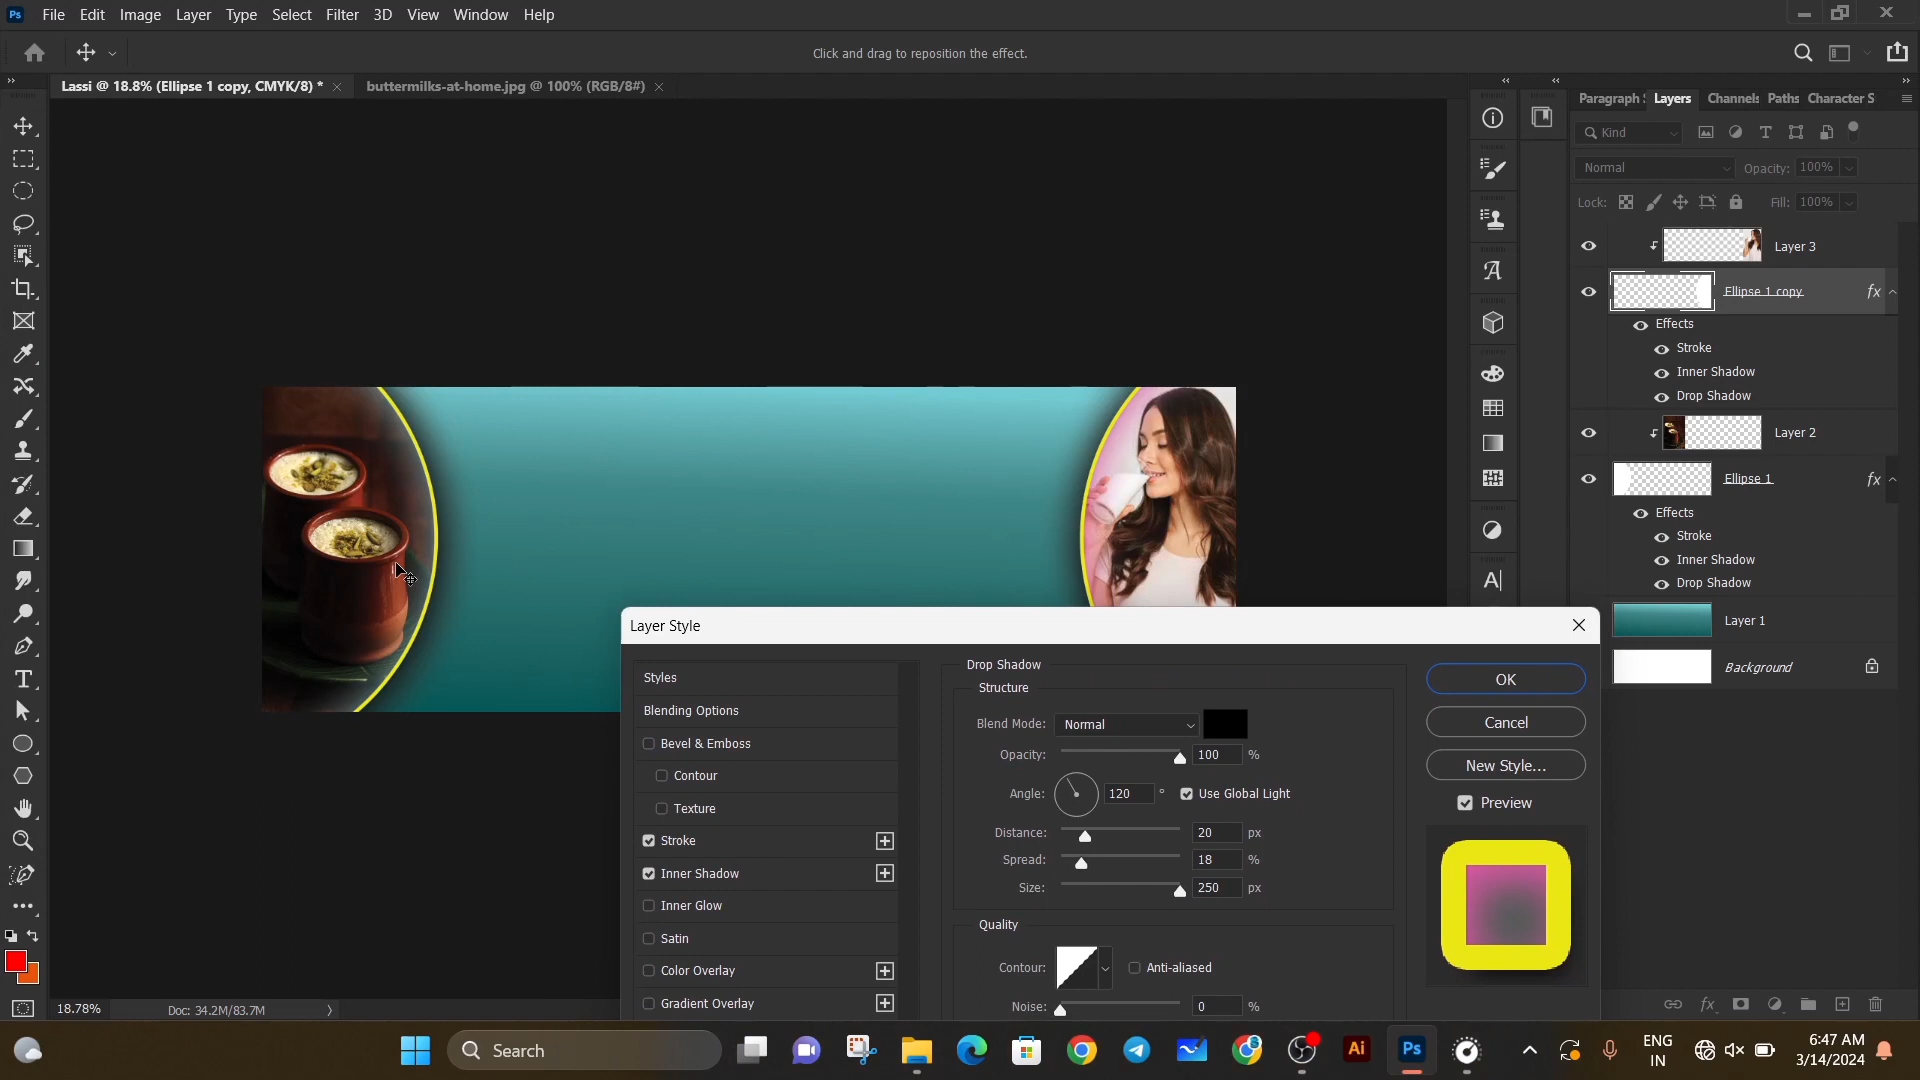 Ps File Edit Image Layer Type Select Filter 3D View Window Help
Click and drag to reposition the effect.
Lassi @ 18.8% (Ellipse 1 copy, CMYK/8) *
buttermilks-at-home.jpg @ 100% (RGB/8#)
Paragraph S Layers Channels Paths Character S
Kind
Normal
Opacity: 100%
Lock:
Fill: 100%
Layer 3
Ellipse 1 copy
fx
Effects
Stroke
Inner Shadow
Drop Shadow
Layer 2
Ellipse 1
fx
Effects
Stroke
Inner Shadow
Drop Shadow
Layer 1
Background
Layer Style
Styles
Blending Options
Bevel & Emboss
Contour
Texture
Stroke
Inner Shadow
Inner Glow
Satin
Color Overlay
Gradient Overlay
Drop Shadow
Structure
Blend Mode: Normal
Opacity: 100 %
Angle: 120 ° Use Global Light
Distance: 20 px
Spread: 18 %
Size: 250 px
Quality
Contour: Anti-aliased
Noise: 0 %
OK
Cancel
New Style...
Preview
18.78% Doc: 34.2M/83.7M
fx
Search
Ai
Ps
ENG
IN
6:47 AM
3/14/2024